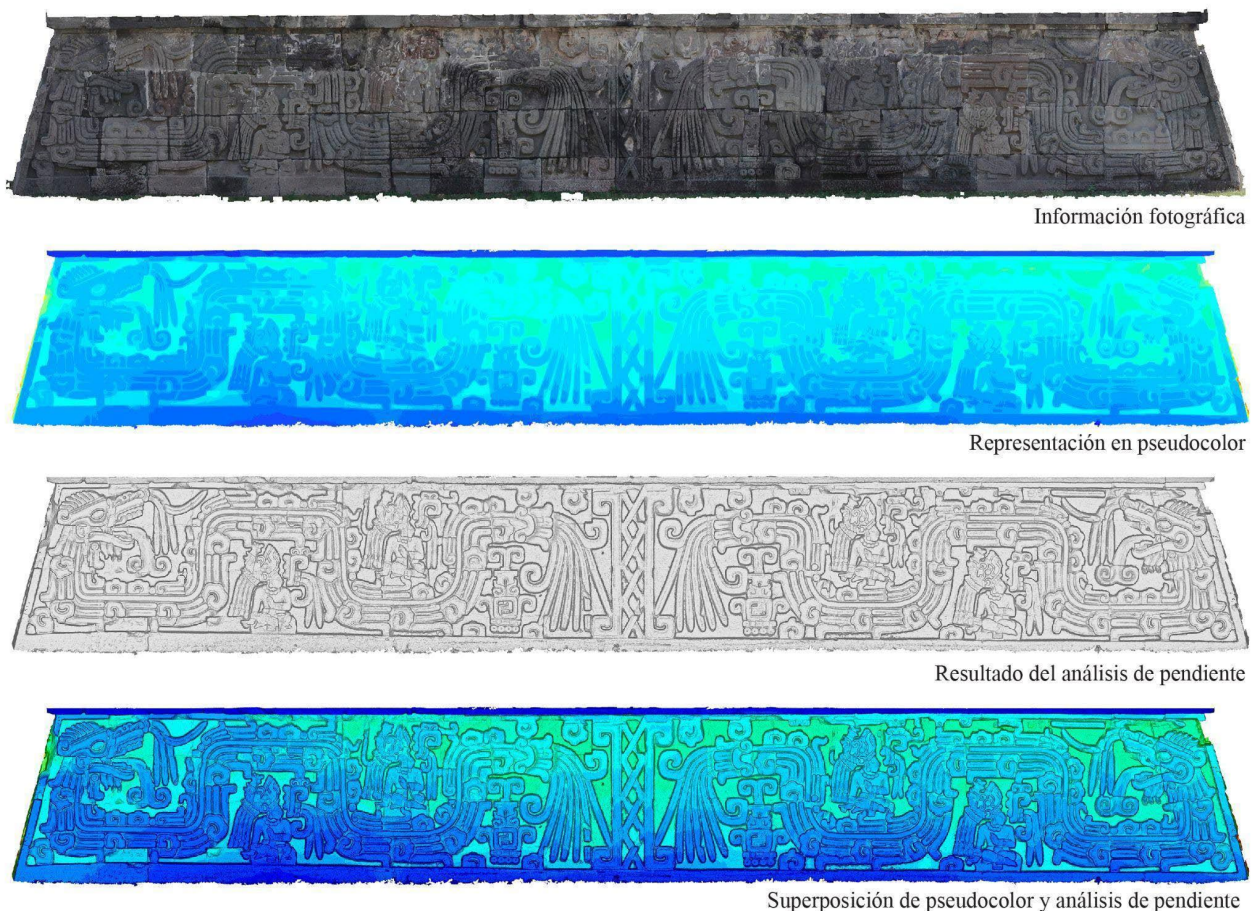 Información fotográfica
Representación en pseudocolor
Resultado del análisis de pendiente
Superposición de pseudocolor y análisis de pendiente